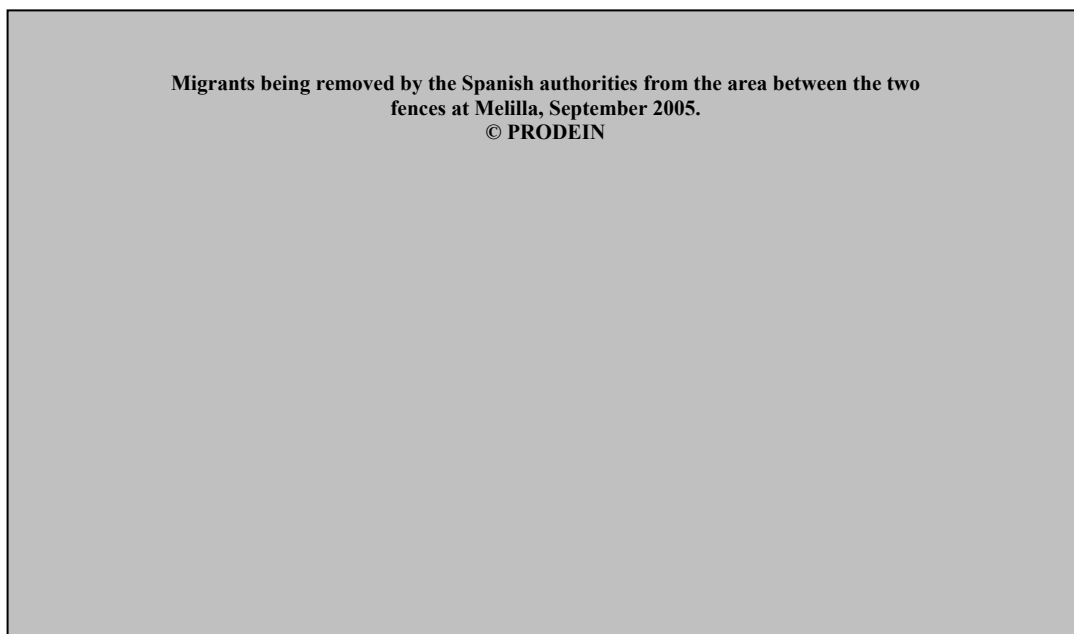 Migrants being removed by the Spanish authorities from the area between the two
fences at Melilla, September 2005.
© PRODEIN